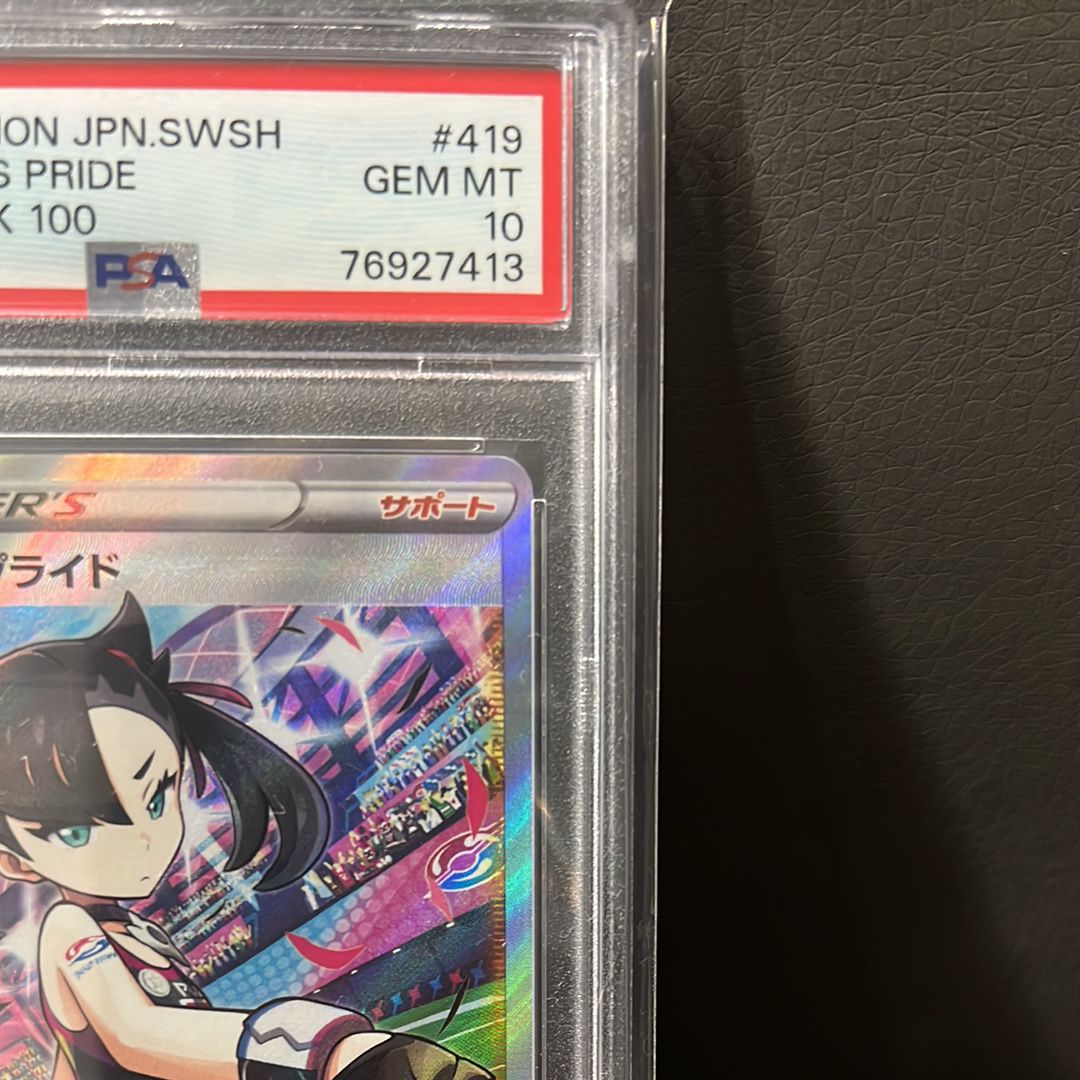 ION JPN.SWSH #419
S PRIDE GEM MT
K 100 10
PSA 76927413
ER'S サポート
プライド